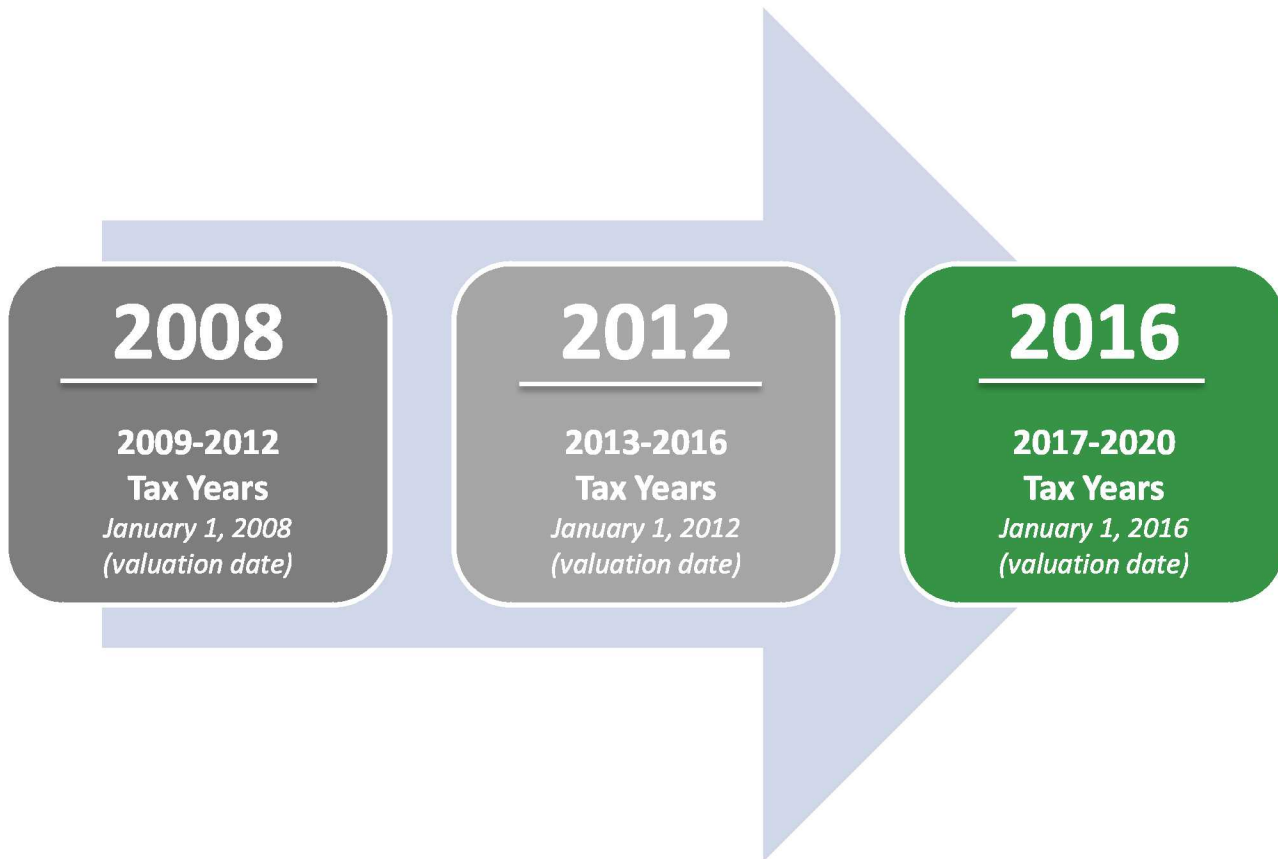 2008
2009-2012
Tax Years
January 1, 2008
(valuation date)
2012
2013-2016
Tax Years
January 1, 2012
(valuation date)
2016
2017-2020
Tax Years
January 1, 2016
(valuation date)